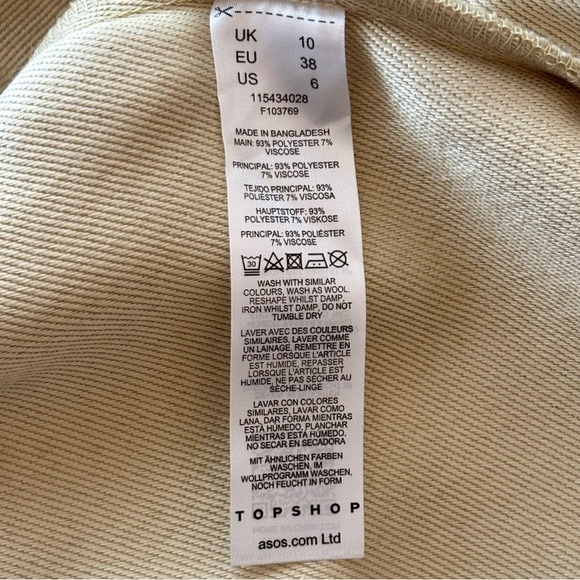 UK 10
EU 38
US 6
115434028
F103769
MADE IN BANGLADESH
MAIN: 93% POLYESTER 7%
VISCOSE
PRINCIPAL: 93% POLYESTER
7% VISCOSE
TEJIDO PRINCIPAL: 93%
POLIÉSTER 7% VISCOSA
HAUPTSTOFF: 93%
POLYESTER 7% VISKOSE
PRINCIPAL: 93% POLIÉSTER
7% VISCOSE
30
WASH WITH SIMILAR
COLOURS, WASH AS WOOL.
RESHAPE WHILST DAMP,
IRON WHILST DAMP, DO NOT
TUMBLE DRY
LAVER AVEC DES COULEURS
SIMILAIRES, LAVER COMME
UN LAINAGE, REMETTRE EN
FORME LORSQUE L'ARTICLE
EST HUMIDE, REPASSER
LORSQUE L'ARTICLE EST
HUMIDE, NE PAS SÉCHER AU
SÈCHE-LINGE
LAVAR CON COLORES
SIMILARES, LAVAR COMO
LANA, DAR FORMA MIENTRAS
ESTÁ HÚMEDO, PLANCHAR
MIENTRAS ESTÁ HÚMEDO,
NO SECAR EN SECADORA
MIT ÄHNLICHEN FARBEN
WASCHEN, IM
WOLLPROGRAMM WASCHEN,
NOCH FEUCHT IN FORM
TOPSHOP
asos.com Ltd